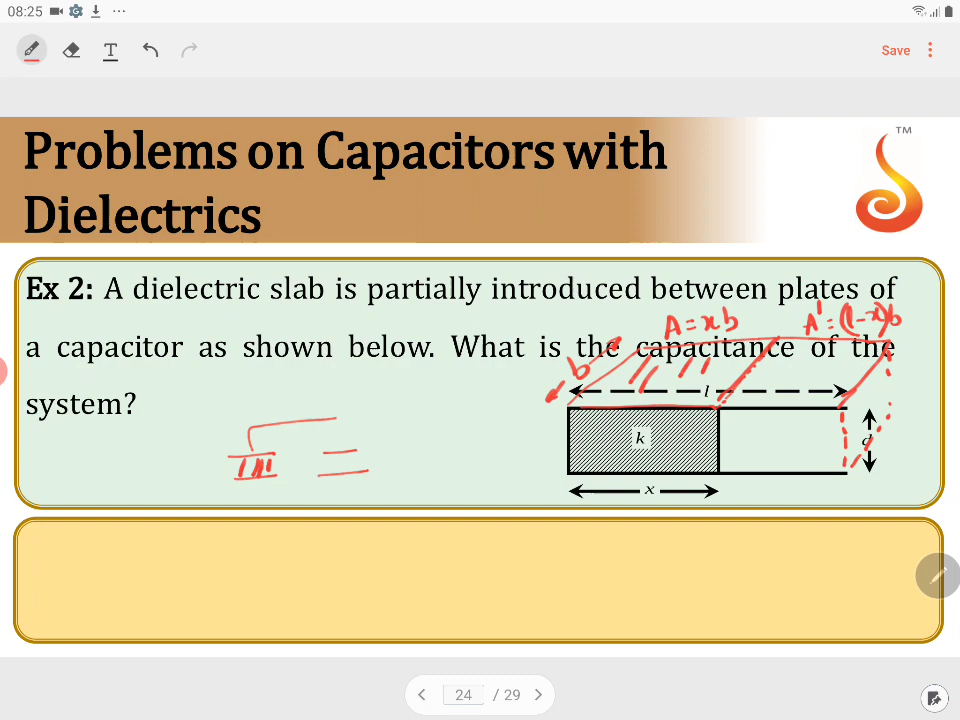 08:25
T
Save
Problems on Capacitors with
Dielectrics
TM
Ex 2: A dielectric slab is partially introduced between plates of
a capacitor as shown below. What is the capacitance of the
system?
A = xb
A' = (l-x)b
b
l
k
d
x
24 / 29